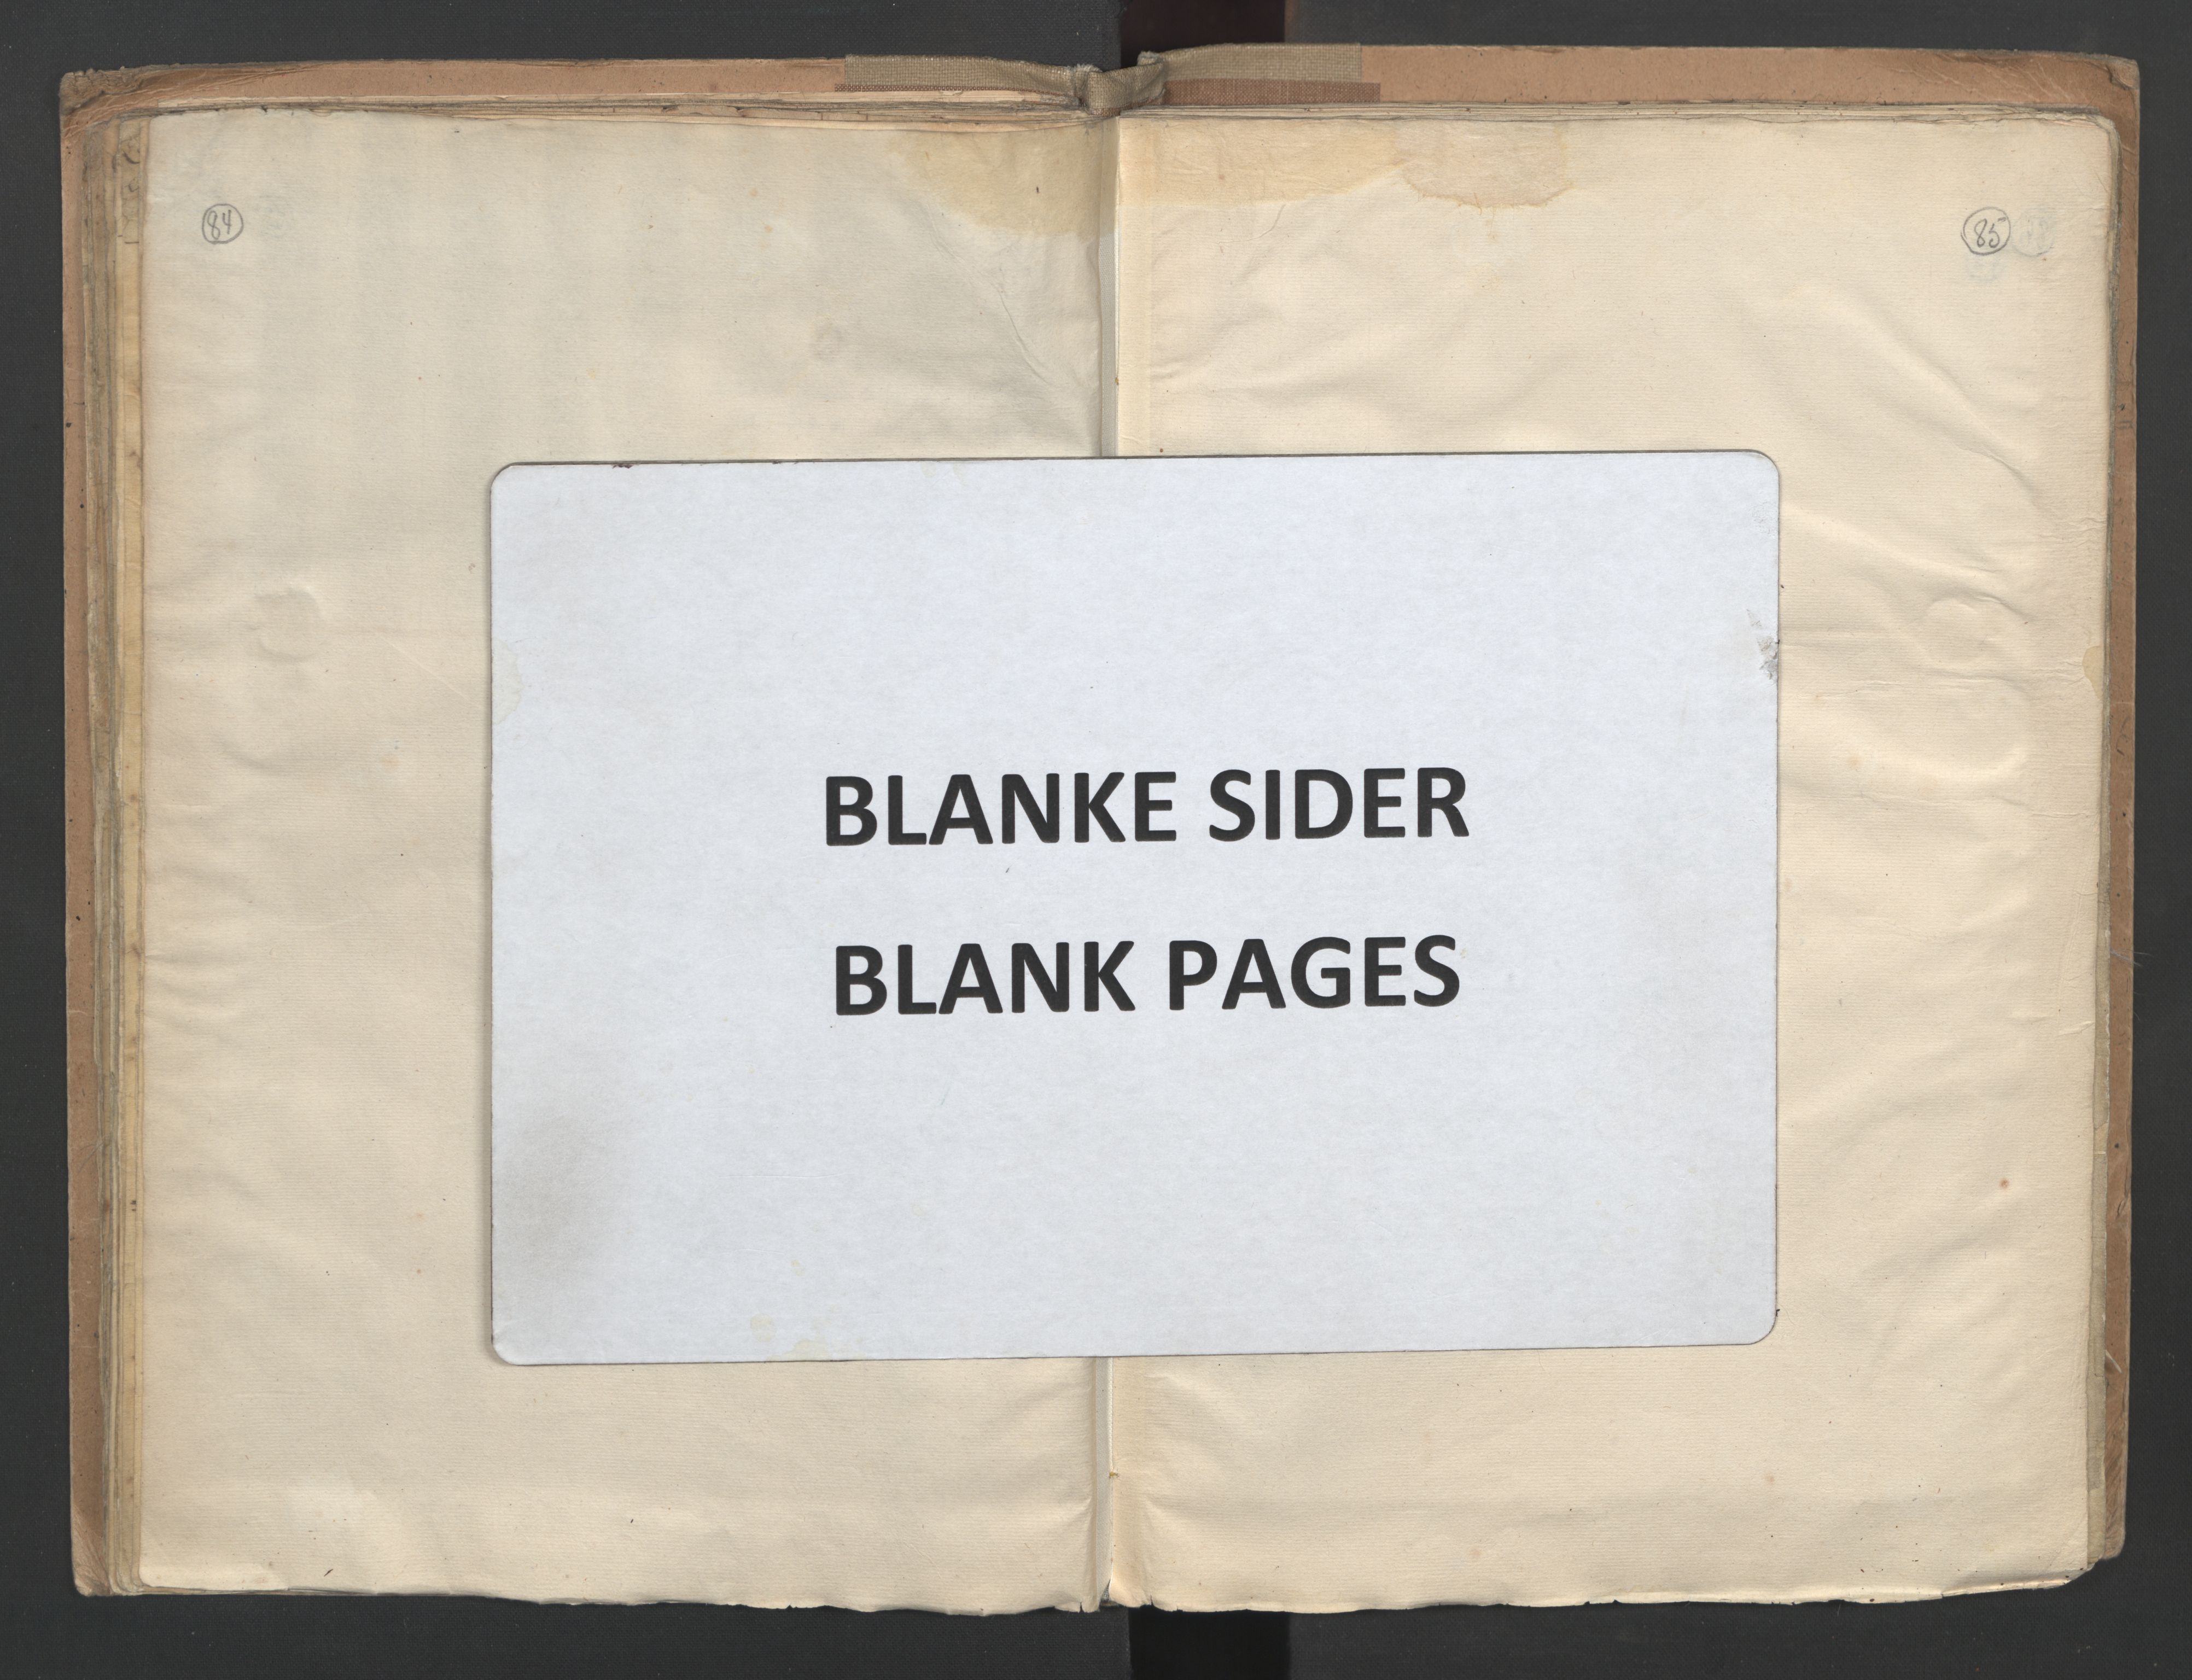 84
85
BLANKE SIDER
BLANK PAGES